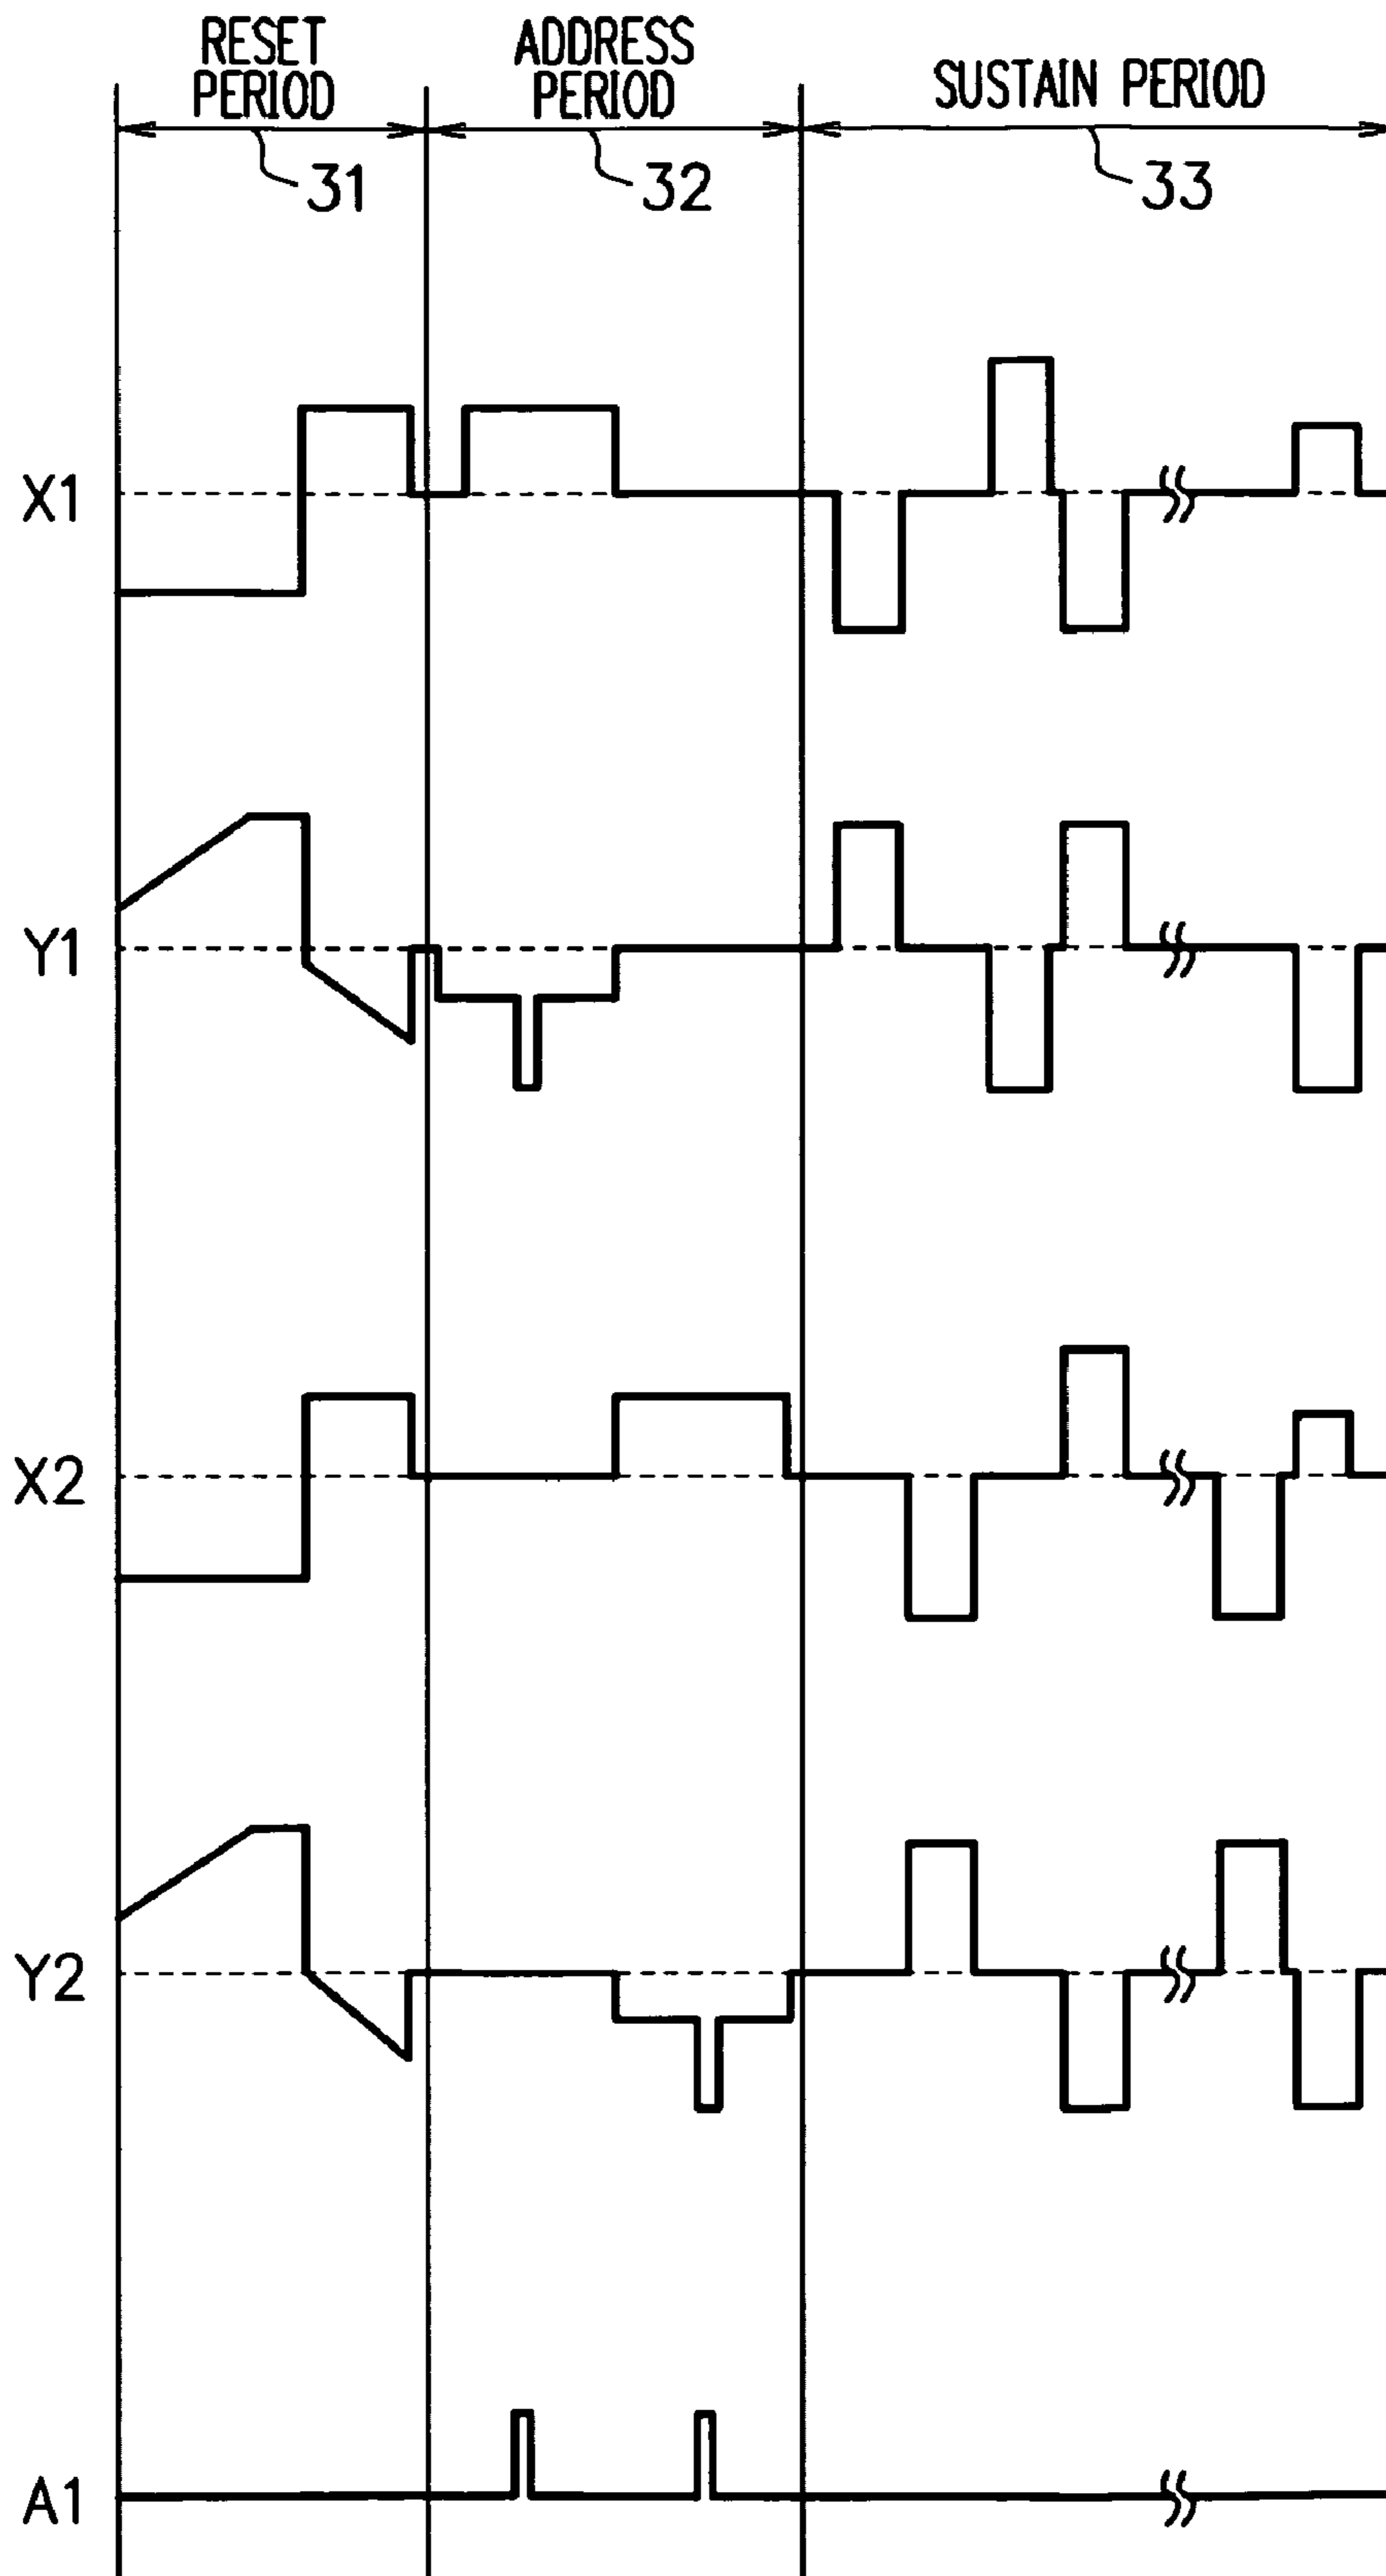 RESET
PERIOD
ADDRESS
PERIOD
SUSTAIN PERIOD
31
32
33
X1
Y1
X2
Y2
A1